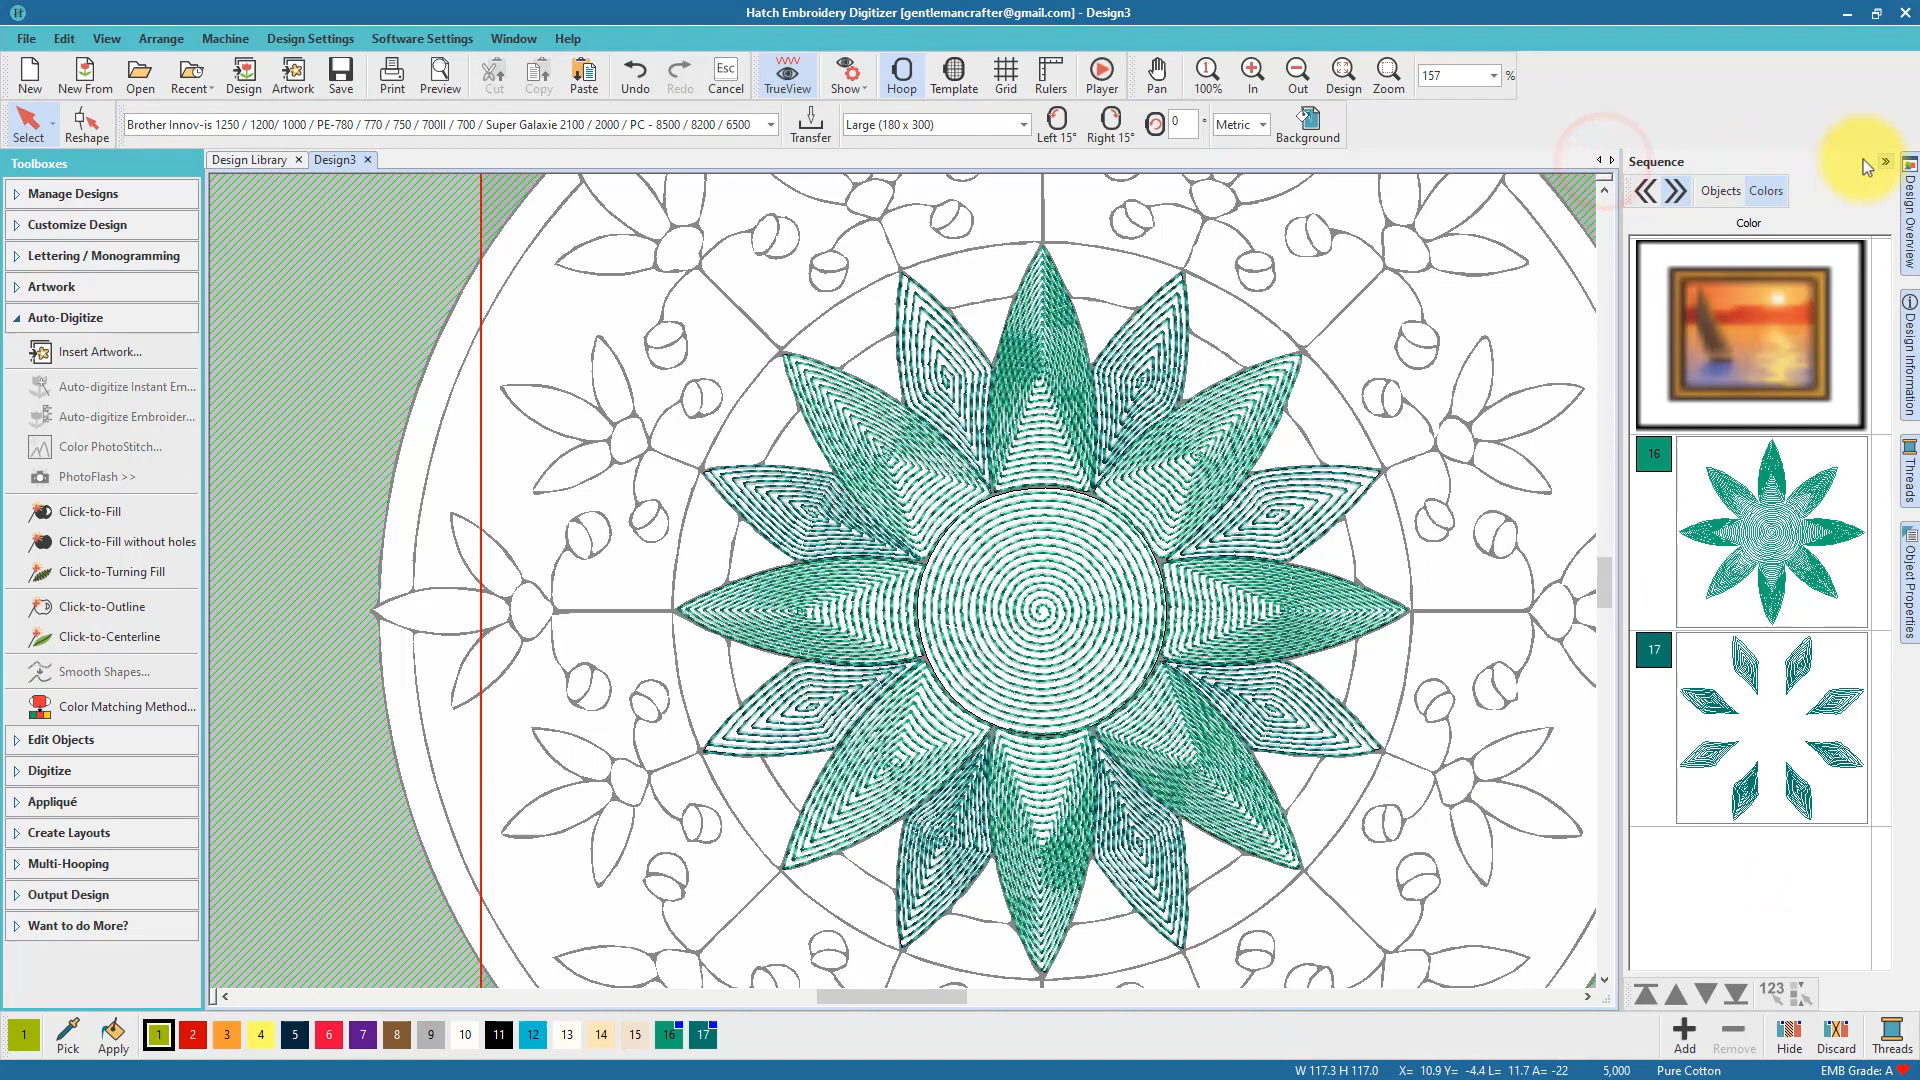 Hatch Embroidery Digitizer [gentlemancrafter@gmail.com] - Design3
File Edit View Arrange Machine Design Settings Software Settings Window Help
New New From Open Recent Design Artwork Save Print Preview Cut Copy Paste Undo Redo Esc Cancel TrueView Show Hoop Template Grid Rulers Player Pan 1 100% In Out Design Zoom 157 %
Select Reshape Brother Innov-is 1250 / 1200/ 1000 / PE-780 / 770 / 750 / 700II / 700 / Super Galaxie 2100 / 2000 / PC - 8500 / 8200 / 6500 Transfer Large (180 x 300) Left 15° Right 15° 0 ° Metric Background
Toolboxes
Design Library Design3
Sequence
Manage Designs
Objects Colors
Customize Design
Color
Lettering / Monogramming
Artwork
Auto-Digitize
Insert Artwork...
Auto-digitize Instant Em...
Auto-digitize Embroider...
Color PhotoStitch...
PhotoFlash >>
Click-to-Fill
Click-to-Fill without holes
Click-to-Turning Fill
Click-to-Outline
Click-to-Centerline
Smooth Shapes...
Color Matching Method...
Edit Objects
Digitize
Appliqué
Create Layouts
Multi-Hooping
Output Design
Want to do More?
16
17
Design Overview
Design Information
Threads
Object Properties
123
1 Pick Apply 1 2 3 4 5 6 7 8 9 10 11 12 13 14 15 16 17 Add Remove Hide Discard Threads
W 117.3 H 117.0 X= 10.9 Y= -4.4 L= 11.7 A= -22 5,000 Pure Cotton EMB Grade: A